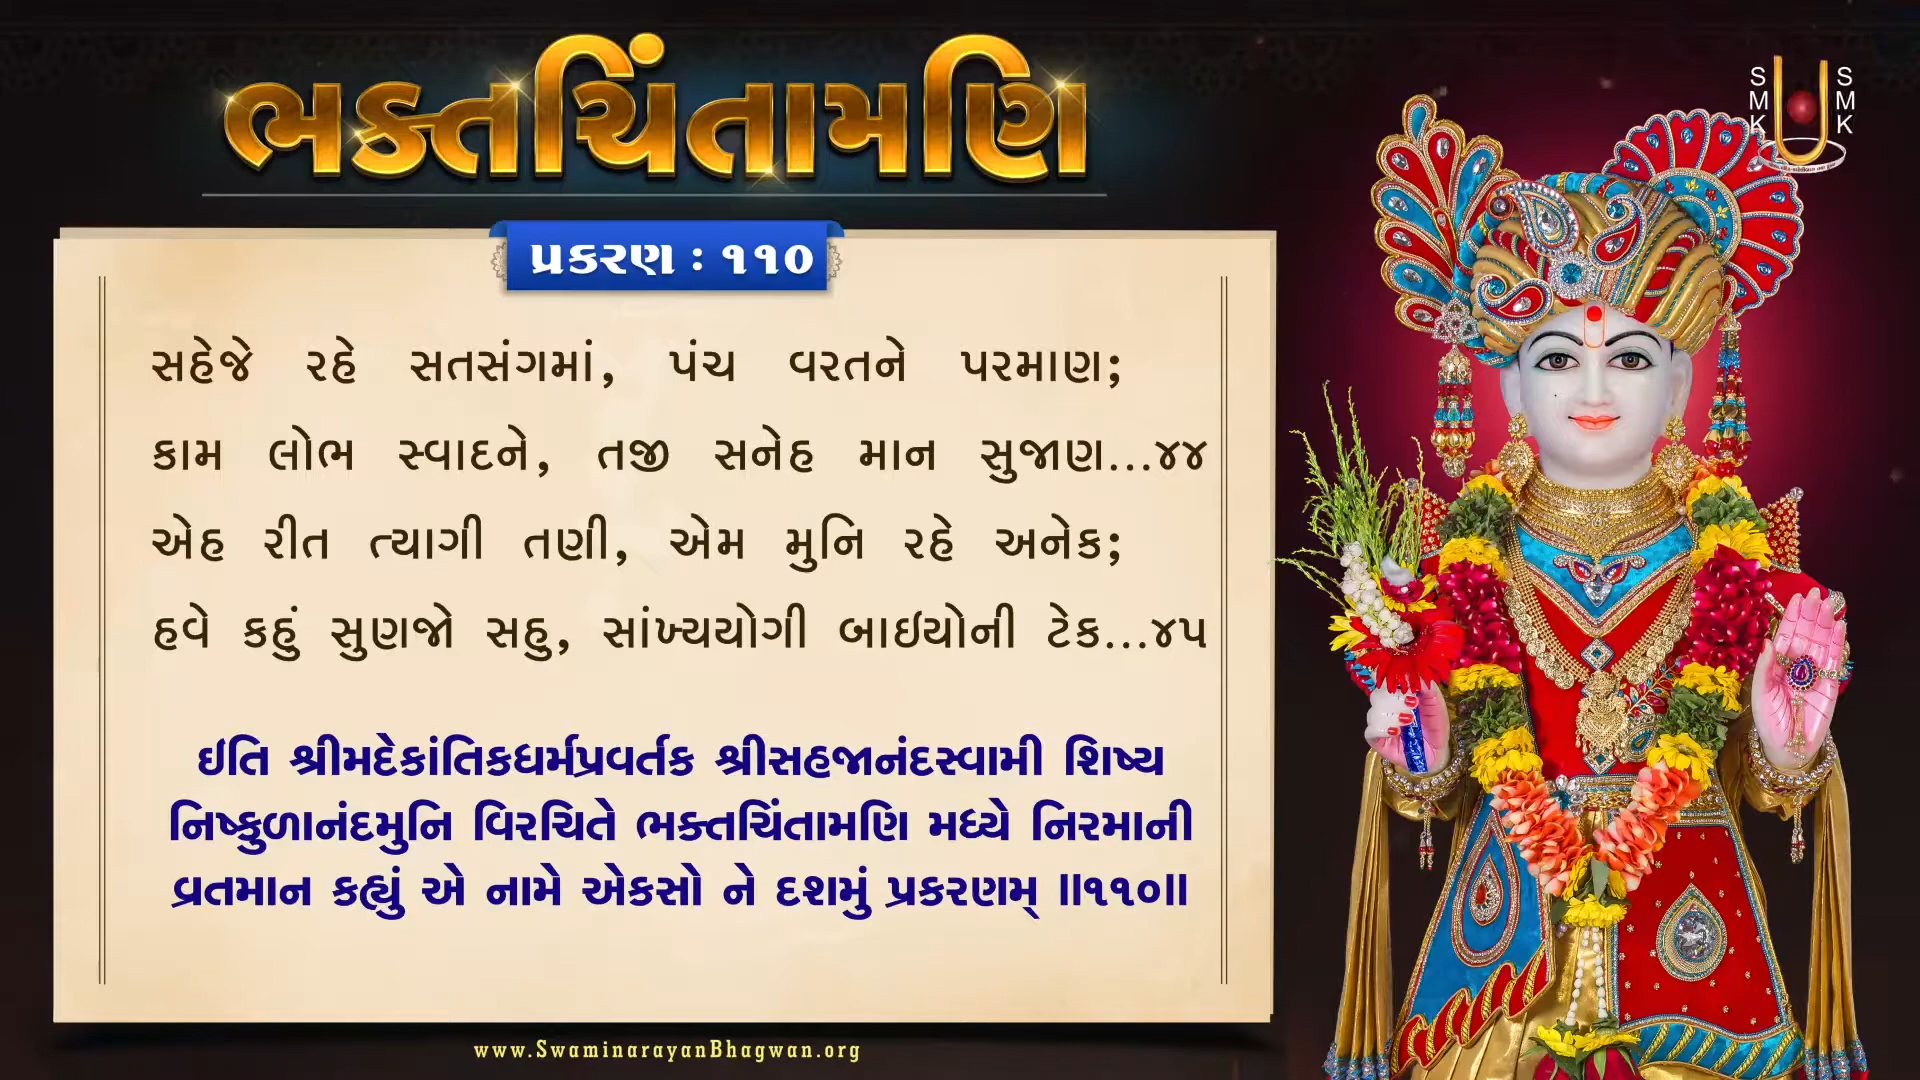 ભક્તચિંતામણિ
SMK SMK
પ્રકરણ : ૧૧૦
સહેજે રહે સતસંગમાં, પંચ વરતને પરમાણ;
કામ લોભ સ્વાદને, તજી સનેહ માન સુજાણ...૪૪
એહ રીત ત્યાગી તણી, એમ મુનિ રહે અનેક;
હવે કહું સુણજો સહુ, સાંખ્યયોગી બાઇયોની ટેક...૪૫
ઇતિ શ્રીમદેકાંતિકધર્મપ્રવર્તક શ્રીસહજાનંદસ્વામી શિષ્ય
નિષ્કુળાનંદમુનિ વિરચિતે ભક્તચિંતામણિ મધ્યે નિરમાની
વ્રતમાન કહ્યું એ નામે એકસો ને દશમું પ્રકરણમ્ ॥૧૧૦॥
www.SwaminarayanBhagwan.org